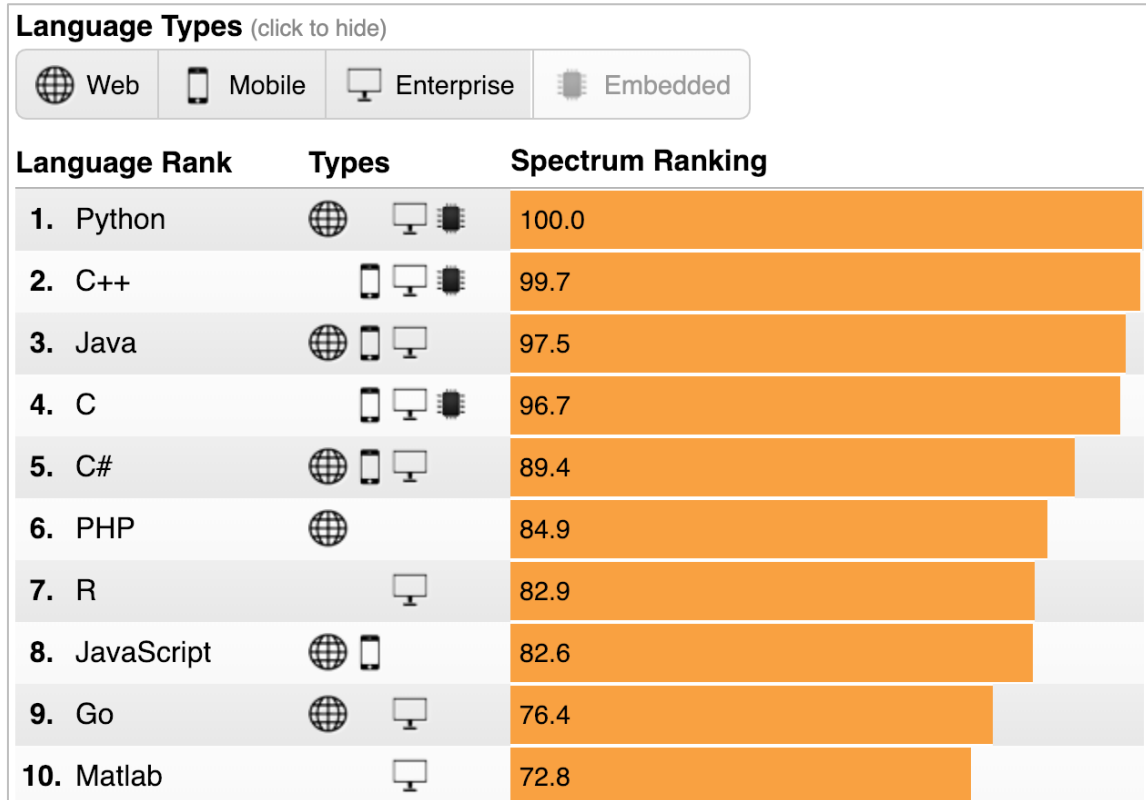 Language Types (click to hide)
Web Mobile Enterprise Embedded
Language Rank Types Spectrum Ranking
1. Python 100.0
2. C++ 99.7
3. Java 97.5
4. C 96.7
5. C# 89.4
6. PHP 84.9
7. R 82.9
8. JavaScript 82.6
9. Go 76.4
10. Matlab 72.8